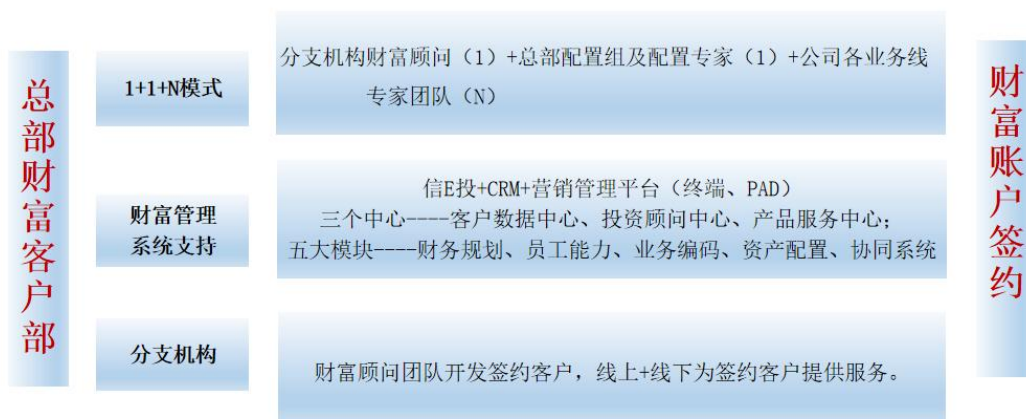 总部财富客户部
1+1+N模式
分支机构财富顾问（1）+总部配置组及配置专家（1）+公司各业务线
专家团队（N）
财富管理
系统支持
信E投+CRM+营销管理平台（终端、PAD）
三个中心----客户数据中心、投资顾问中心、产品服务中心；
五大模块----财务规划、员工能力、业务编码、资产配置、协同系统
分支机构
财富顾问团队开发签约客户，线上+线下为签约客户提供服务。
财富账户签约